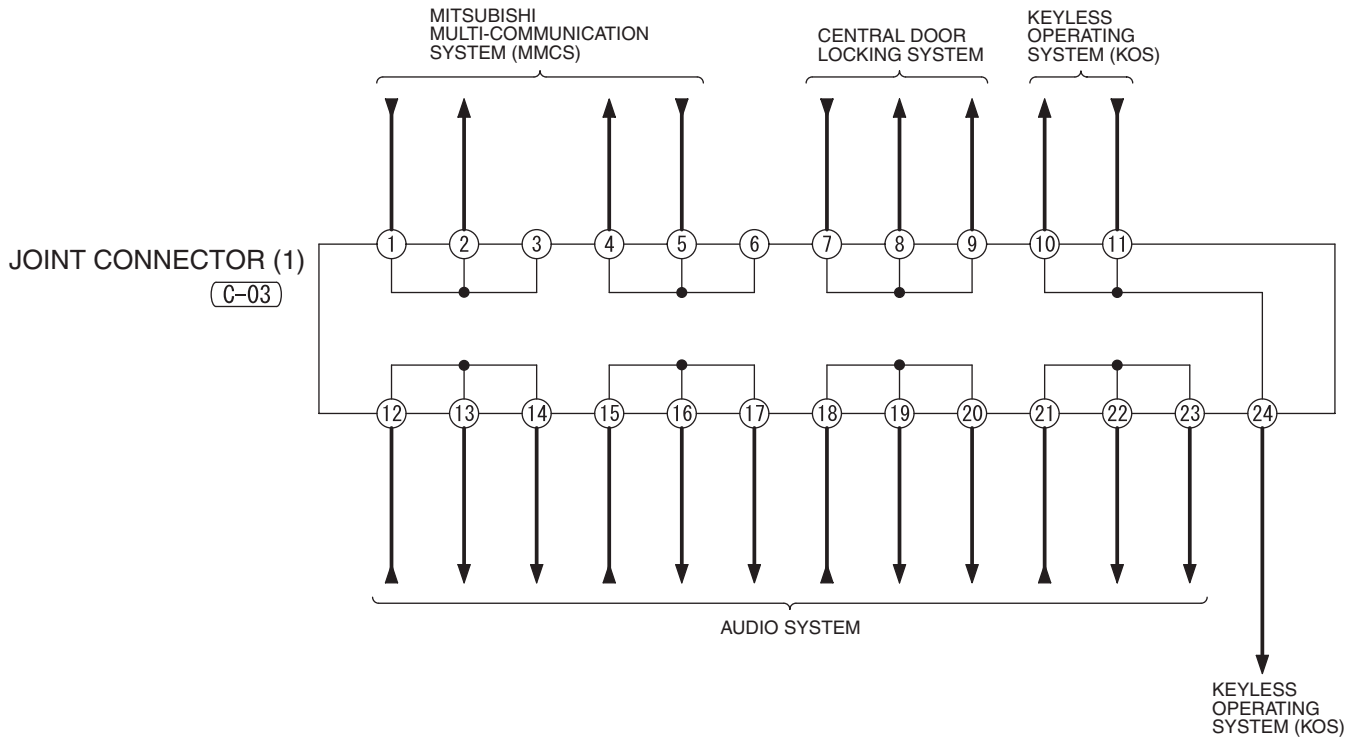 MITSUBISHI
MULTI-COMMUNICATION
SYSTEM (MMCS)
CENTRAL DOOR
LOCKING SYSTEM
KEYLESS
OPERATING
SYSTEM (KOS)
JOINT CONNECTOR (1)
C-03
1 2 3 4 5 6 7 8 9 10 11
12 13 14 15 16 17 18 19 20 21 22 23 24
AUDIO SYSTEM
KEYLESS
OPERATING
SYSTEM (KOS)